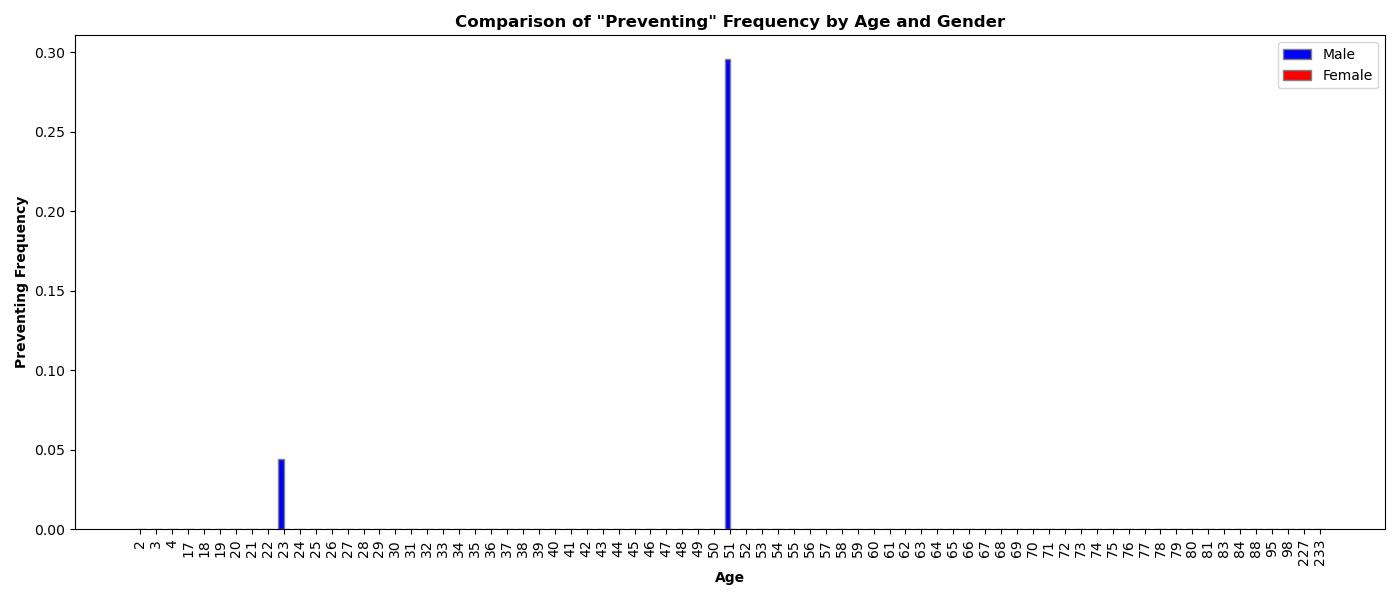 Comparison of "Preventing" Frequency by Age and Gender
Male
Female
Preventing Frequency
0.30
0.25
0.20
0.15
0.10
0.05
0.00
2 3 4 17 18 19 20 21 22 23 24 25 26 27 28 29 30 31 32 33 34 35 36 37 38 39 40 41 42 43 44 45 46 47 48 49 50 51 52 53 54 55 56 57 58 59 60 61 62 63 64 65 66 67 68 69 70 71 72 73 74 75 76 77 78 79 80 81 83 84 88 95 98 227 233
Age